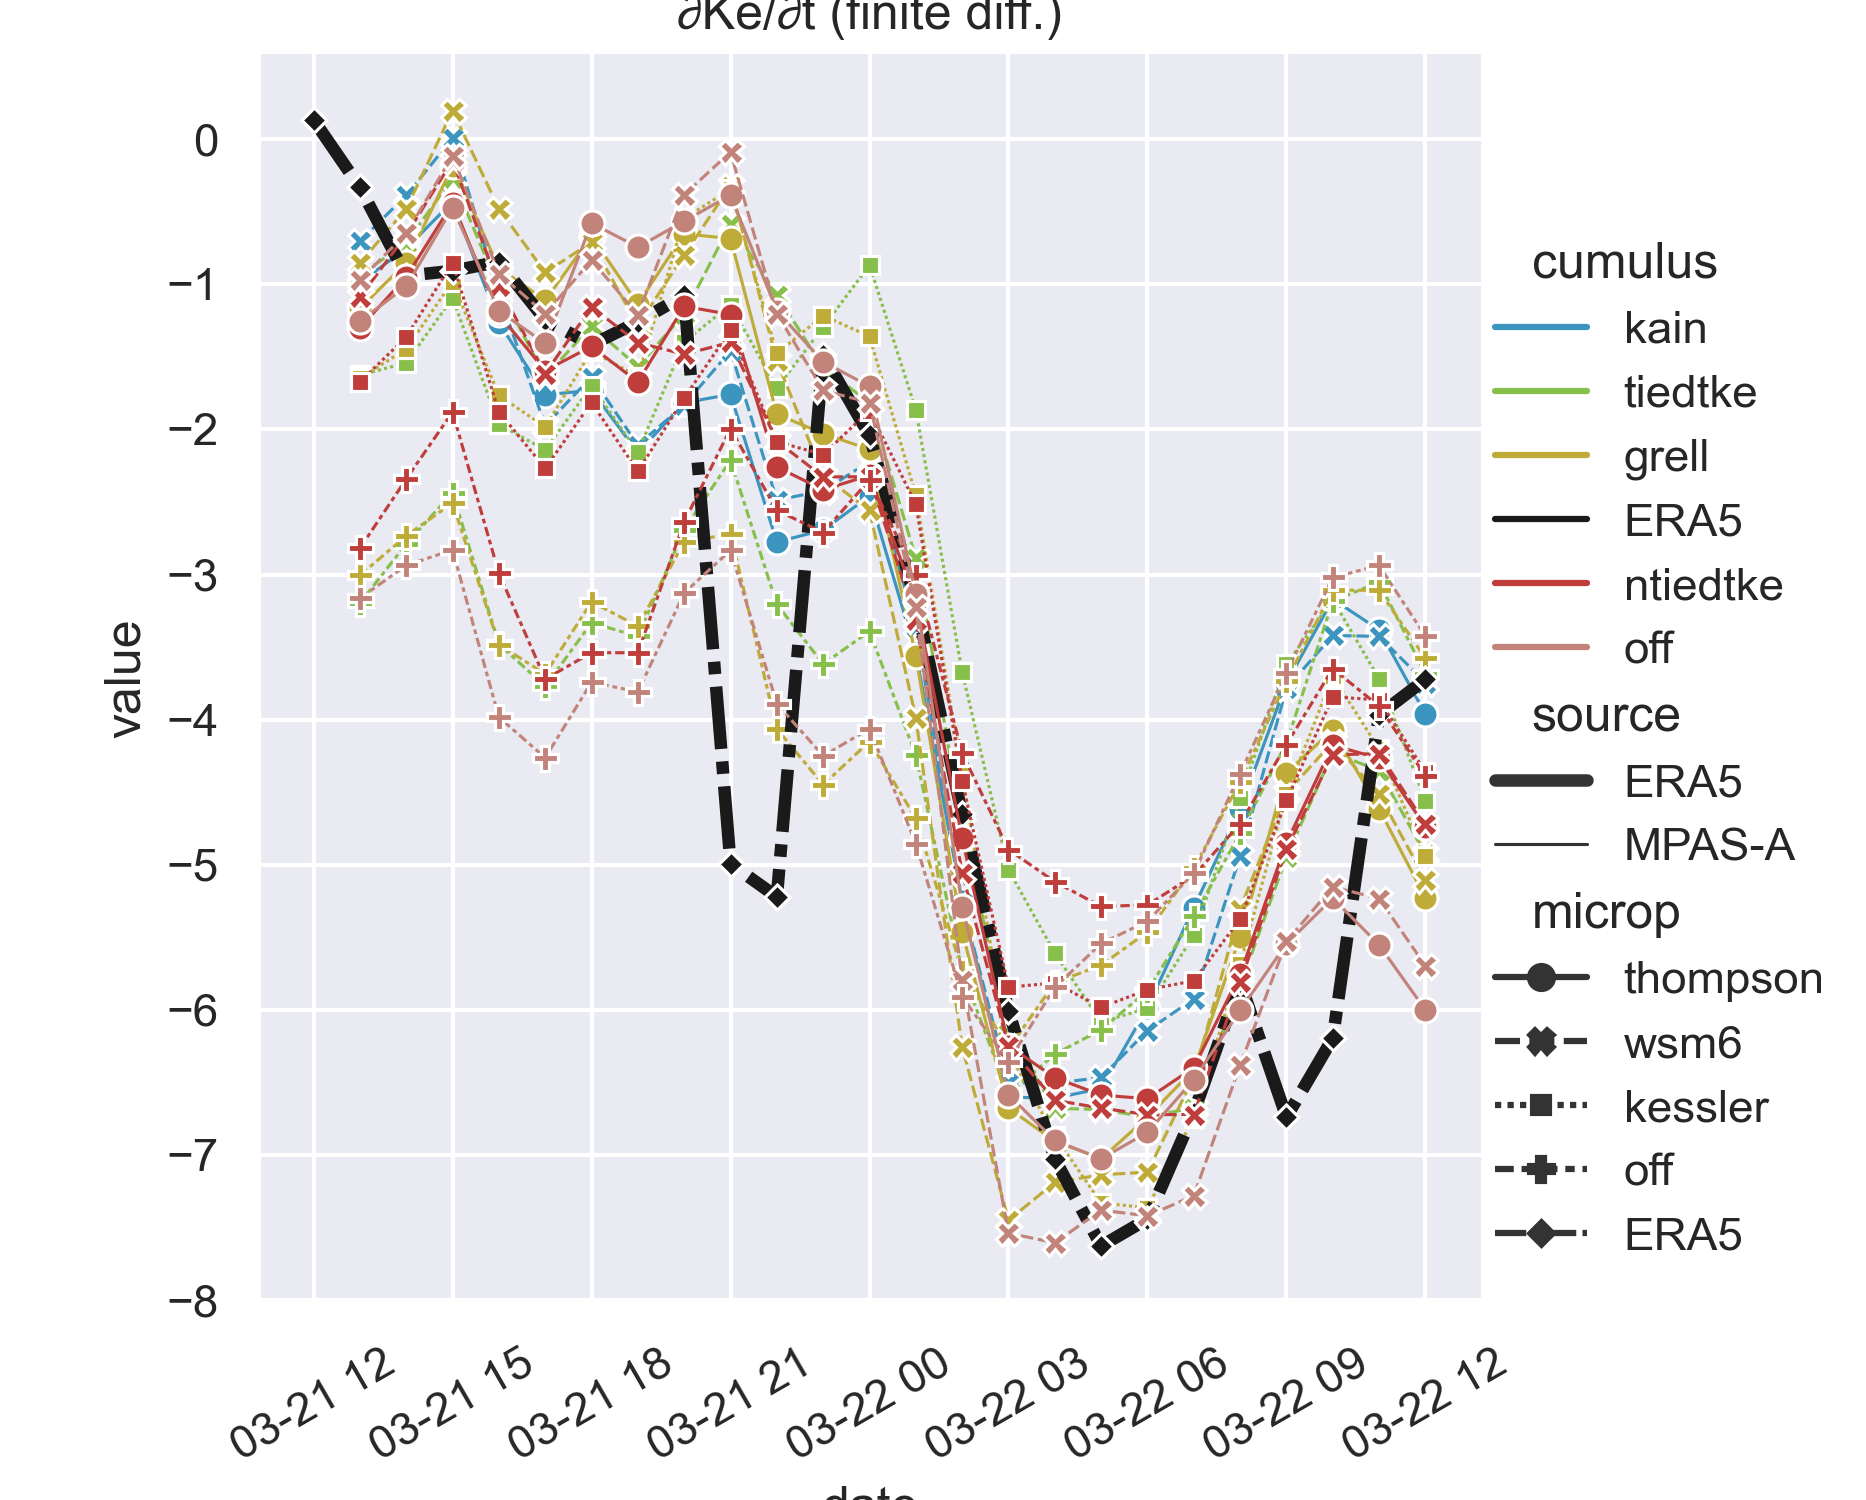 ∂Ke/∂t (finite diff.)
0
−1
−2
−3
−4
−5
−6
−7
−8
value
03-21 12
03-21 15
03-21 18
03-21 21
03-22 00
03-22 03
03-22 06
03-22 09
03-22 12
date
cumulus
kain
tiedtke
grell
ERA5
ntiedtke
off
source
ERA5
MPAS-A
microp
thompson
wsm6
kessler
off
ERA5